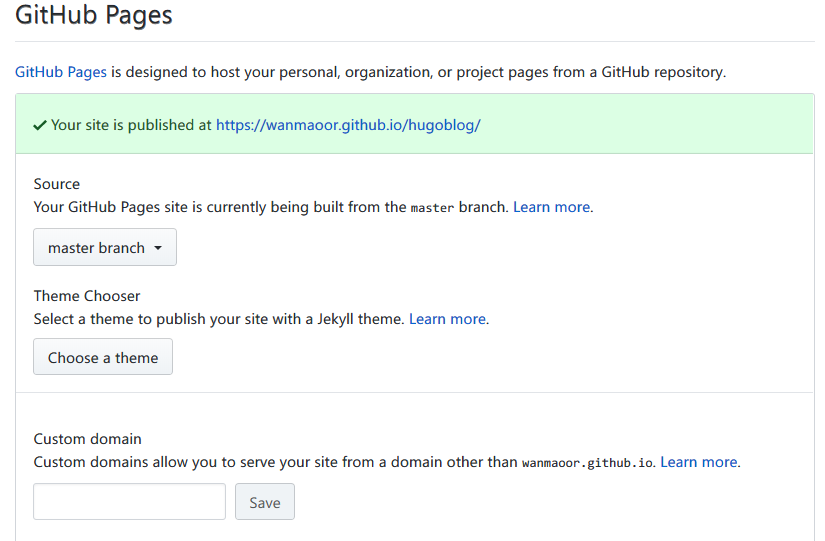 GitHub Pages
GitHub Pages is designed to host your personal, organization, or project pages from a GitHub repository.
Your site is published at https://wanmaoor.github.io/hugoblog/
Source
Your GitHub Pages site is currently being built from the master branch. Learn more.
master branch
Theme Chooser
Select a theme to publish your site with a Jekyll theme. Learn more.
Choose a theme
Custom domain
Custom domains allow you to serve your site from a domain other than wanmaoor.github.io. Learn more.
Save